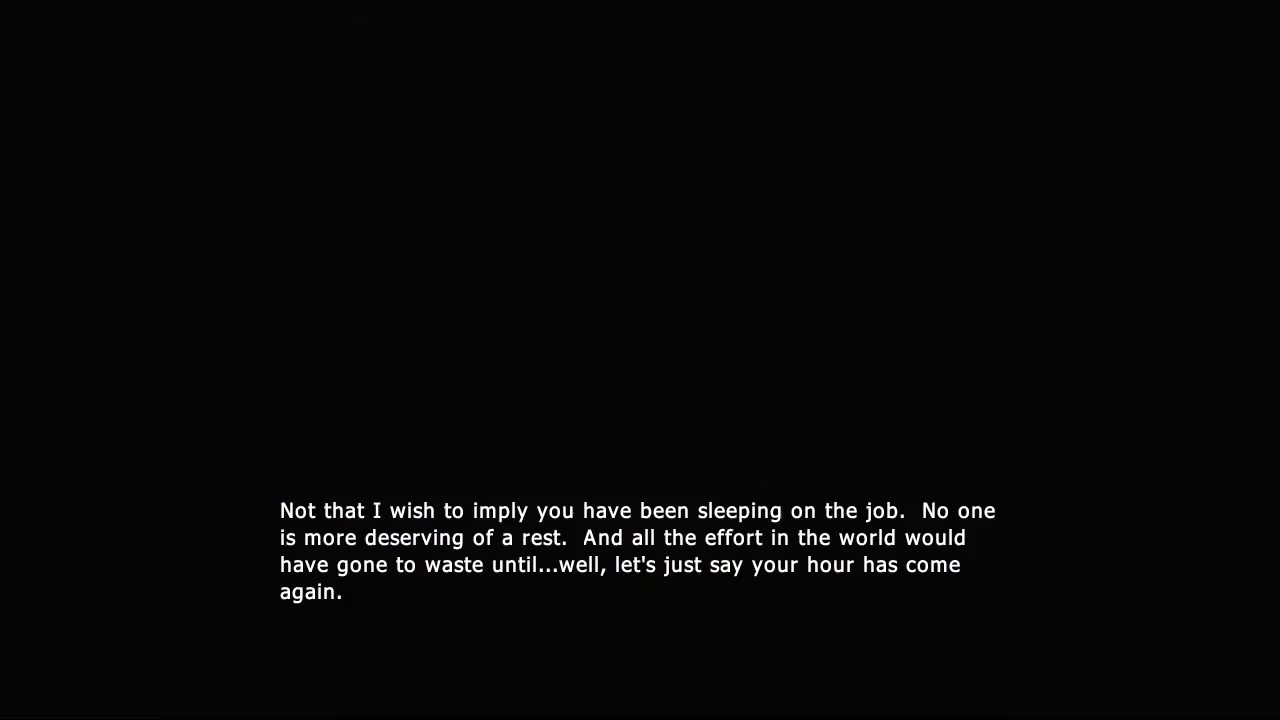 Not that I wish to imply you have been sleeping on the job.  No one
is more deserving of a rest.  And all the effort in the world would
have gone to waste until...well, let's just say your hour has come
again.